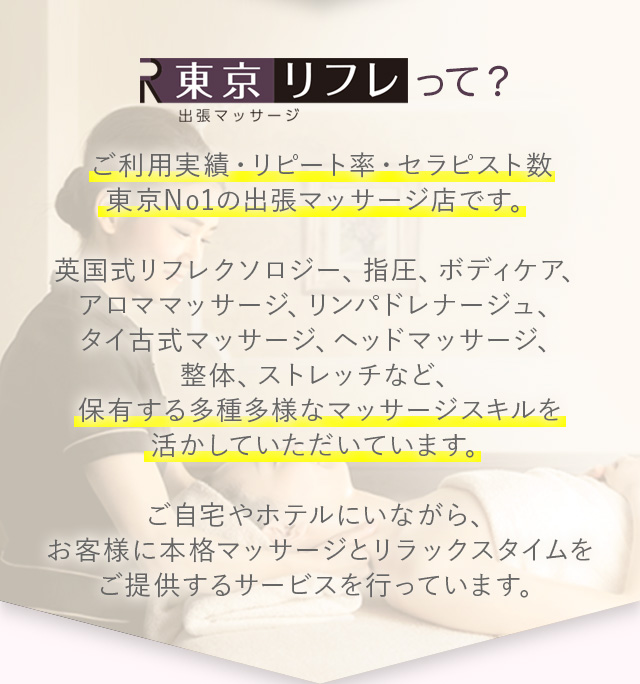 R東京リフレって？
出張マッサージ
ご利用実績・リピート率・セラピスト数
東京No1の出張マッサージ店です。
英国式リフレクソロジー、指圧、ボディケア、
アロママッサージ、リンパドレナージュ、
タイ古式マッサージ、ヘッドマッサージ、
整体、ストレッチなど、
保有する多種多様なマッサージスキルを
活かしていただいています。
ご自宅やホテルにいながら、
お客様に本格マッサージとリラックスタイムを
ご提供するサービスを行っています。